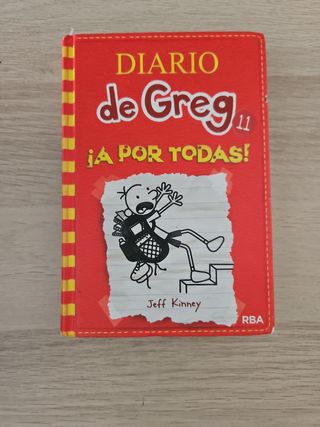 DIARIO
de Greg 11
¡A POR TODAS!
Jeff Kinney
RBA